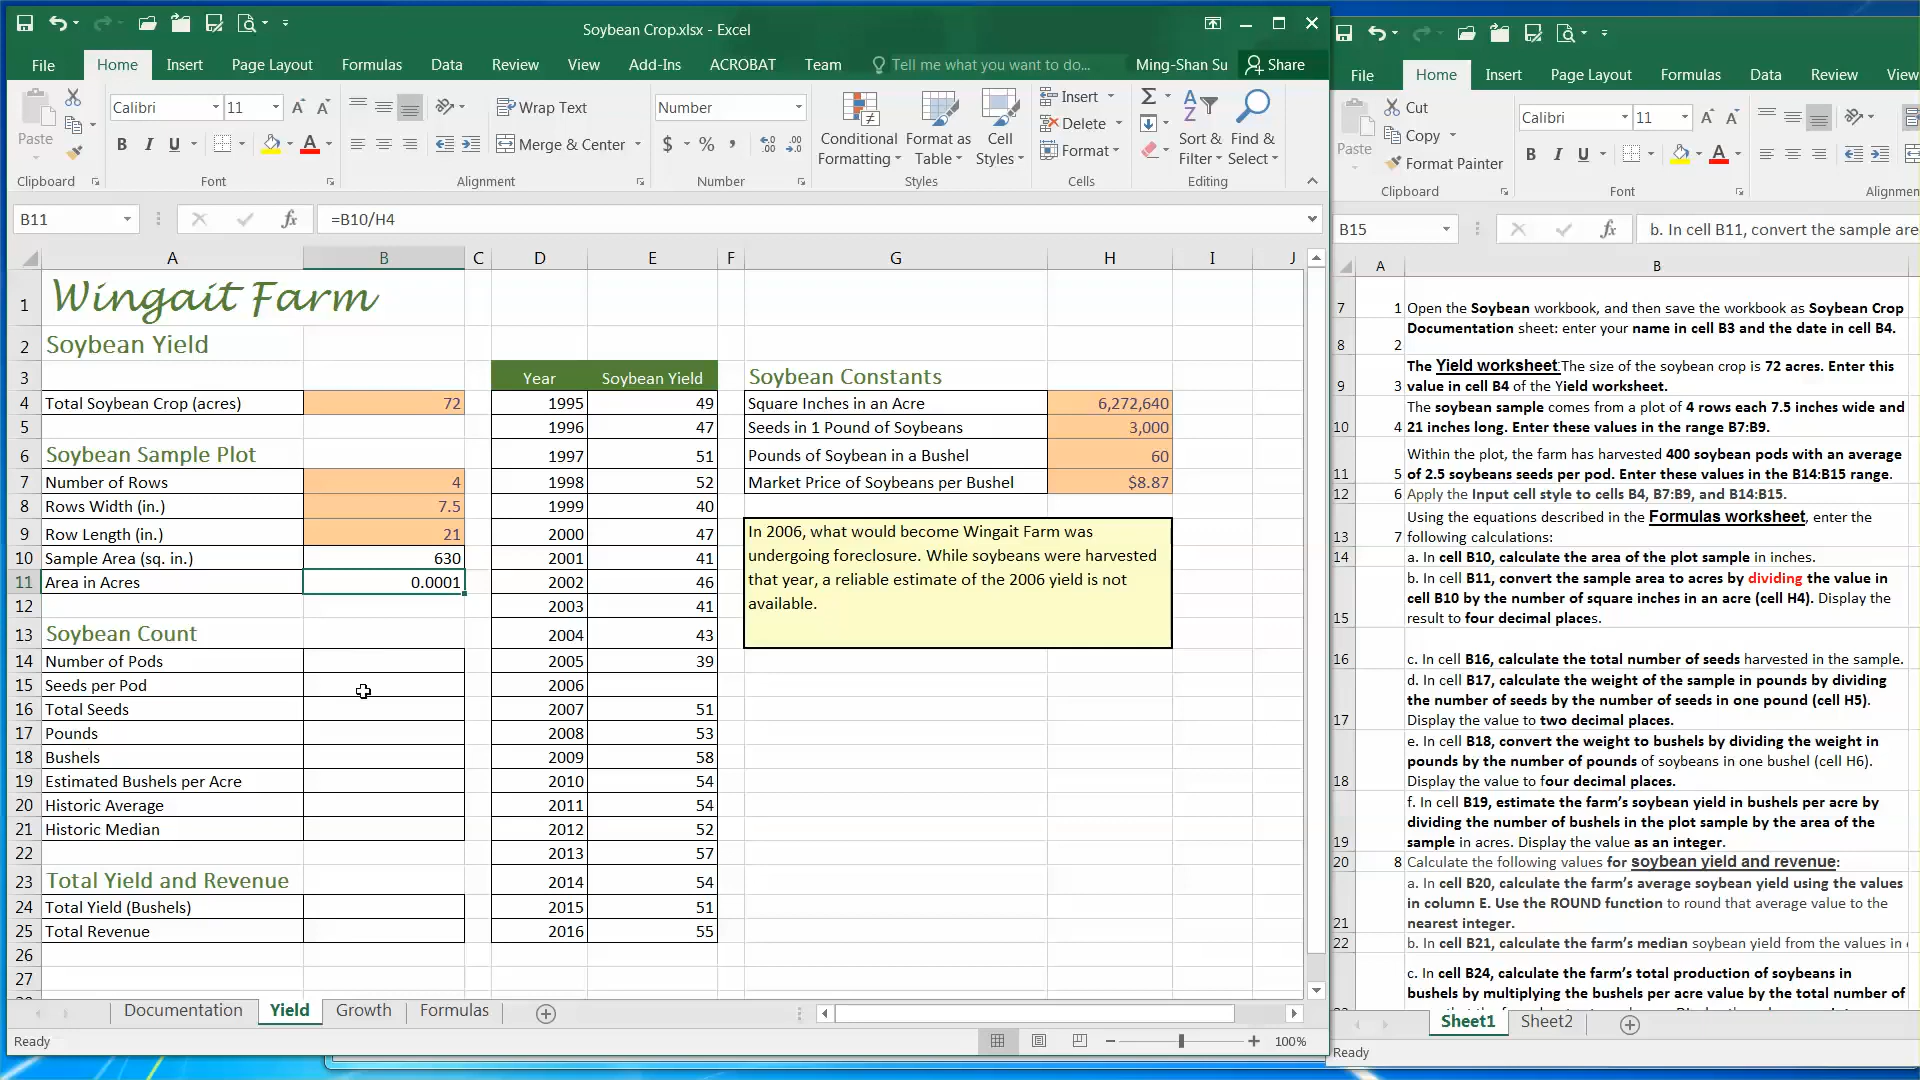 Soybean Crop.xlsx - Excel
File Home Insert Page Layout Formulas Data Review View Add-Ins ACROBAT Team Tell me what you want to do... Ming-Shan Su Share
Paste
Calibri 11
Wrap Text
Number
Insert
B I U
Merge & Center
$ %
Conditional Formatting
Format as Table
Cell Styles
Delete
Format
Sort & Filter
Find & Select
Clipboard Font Alignment Number Styles Cells Editing
B11 fx =B10/H4
A B C D E F G H I J
1 Wingait Farm
2 Soybean Yield
3 Year Soybean Yield Soybean Constants
4 Total Soybean Crop (acres) 72 1995 49 Square Inches in an Acre 6,272,640
5 1996 47 Seeds in 1 Pound of Soybeans 3,000
6 Soybean Sample Plot 1997 51 Pounds of Soybean in a Bushel 60
7 Number of Rows 4 1998 52 Market Price of Soybeans per Bushel $8.87
8 Rows Width (in.) 7.5 1999 40
9 Row Length (in.) 21 2000 47
10 Sample Area (sq. in.) 630 2001 41
11 Area in Acres 0.0001 2002 46
12 2003 41
13 Soybean Count 2004 43
14 Number of Pods 2005 39
15 Seeds per Pod 2006
16 Total Seeds 2007 51
17 Pounds 2008 53
18 Bushels 2009 58
19 Estimated Bushels per Acre 2010 54
20 Historic Average 2011 54
21 Historic Median 2012 52
22 2013 57
23 Total Yield and Revenue 2014 54
24 Total Yield (Bushels) 2015 51
25 Total Revenue 2016 55
26
27
In 2006, what would become Wingait Farm was
undergoing foreclosure. While soybeans were harvested
that year, a reliable estimate of the 2006 yield is not
available.
Documentation Yield Growth Formulas
Ready 100%
File Home Insert Page Layout Formulas Data Review View
Paste
Cut
Copy
Format Painter
Calibri 11
B I U
Clipboard Font Alignmen
B15 fx b. In cell B11, convert the sample are
A B
7 1 Open the Soybean workbook, and then save the workbook as Soybean Crop
Documentation sheet: enter your name in cell B3 and the date in cell B4.
8 2
The Yield worksheet:The size of the soybean crop is 72 acres. Enter this
9 3 value in cell B4 of the Yield worksheet.
The soybean sample comes from a plot of 4 rows each 7.5 inches wide and
10 4 21 inches long. Enter these values in the range B7:B9.
Within the plot, the farm has harvested 400 soybean pods with an average
11 5 of 2.5 soybeans seeds per pod. Enter these values in the B14:B15 range.
12 6 Apply the Input cell style to cells B4, B7:B9, and B14:B15.
Using the equations described in the Formulas worksheet, enter the
13 7 following calculations:
14 a. In cell B10, calculate the area of the plot sample in inches.
b. In cell B11, convert the sample area to acres by dividing the value in
cell B10 by the number of square inches in an acre (cell H4). Display the
15 result to four decimal places.
16 c. In cell B16, calculate the total number of seeds harvested in the sample.
d. In cell B17, calculate the weight of the sample in pounds by dividing
the number of seeds by the number of seeds in one pound (cell H5).
17 Display the value to two decimal places.
e. In cell B18, convert the weight to bushels by dividing the weight in
pounds by the number of pounds of soybeans in one bushel (cell H6).
18 Display the value to four decimal places.
f. In cell B19, estimate the farm's soybean yield in bushels per acre by
dividing the number of bushels in the plot sample by the area of the
19 sample in acres. Display the value as an integer.
20 8 Calculate the following values for soybean yield and revenue:
a. In cell B20, calculate the farm's average soybean yield using the values
in column E. Use the ROUND function to round that average value to the
21 nearest integer.
22 b. In cell B21, calculate the farm's median soybean yield from the values in
c. In cell B24, calculate the farm's total production of soybeans in
bushels by multiplying the bushels per acre value by the total number of
Sheet1 Sheet2
Ready